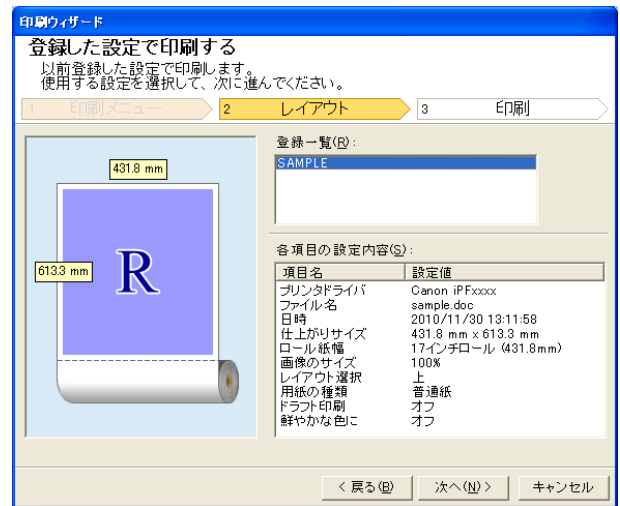 印刷ウィザード
登録した設定で印刷する
以前登録した設定で印刷します。
使用する設定を選択して、次に進んでください。
1 印刷メニュー 2 レイアウト 3 印刷
431.8 mm
613.3 mm
R
登録一覧(R):
SAMPLE
各項目の設定内容(S):
項目名 設定値
プリンタドライバ Canon iPFxxxx
ファイル名 sample.doc
日時 2010/11/30 13:11:58
仕上がりサイズ 431.8 mm x 613.3 mm
ロール紙幅 17インチロール (431.8mm)
画像のサイズ 100%
レイアウト選択 上
用紙の種類 普通紙
ドラフト印刷 オフ
鮮やかな色に オフ
< 戻る(B) 次へ(N) > キャンセル